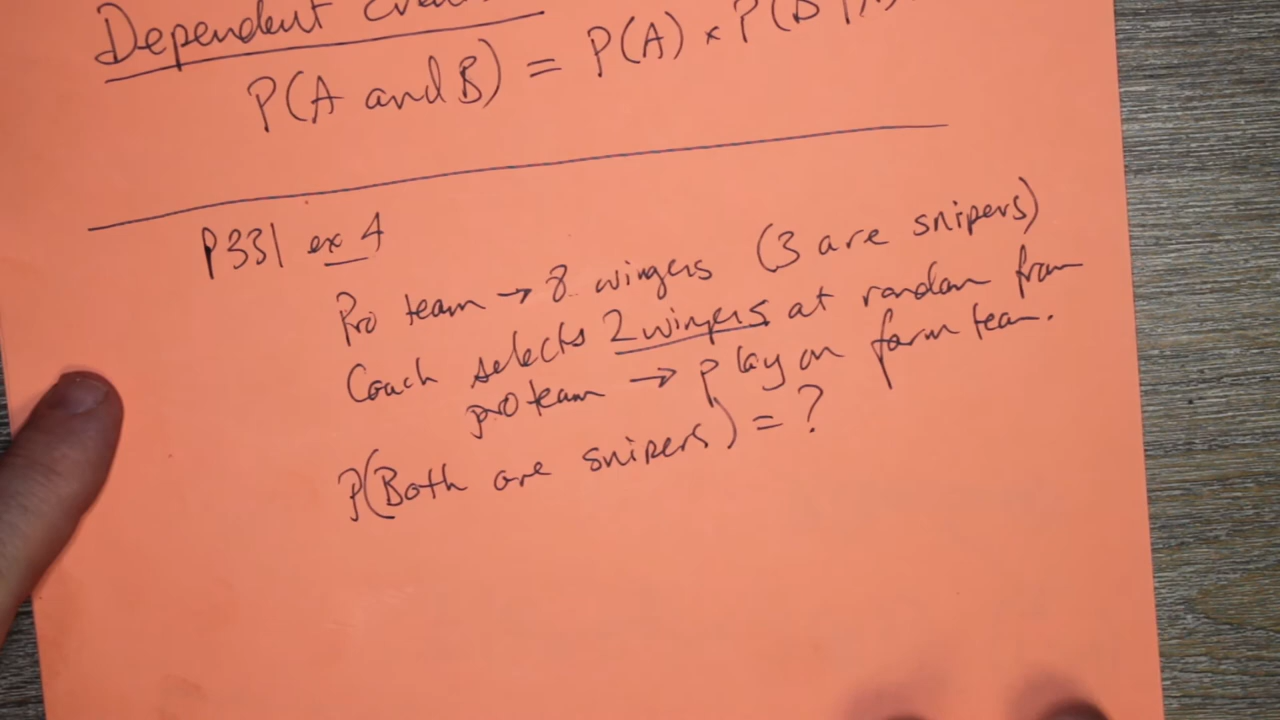 Dependent
P(A and B) = P(A) × P(B|A)
P331 ex 4
Pro team → 8 wingers (3 are snipers)
Coach selects 2 wingers at random from
pro team → play on farm team.
P(Both are snipers) = ?